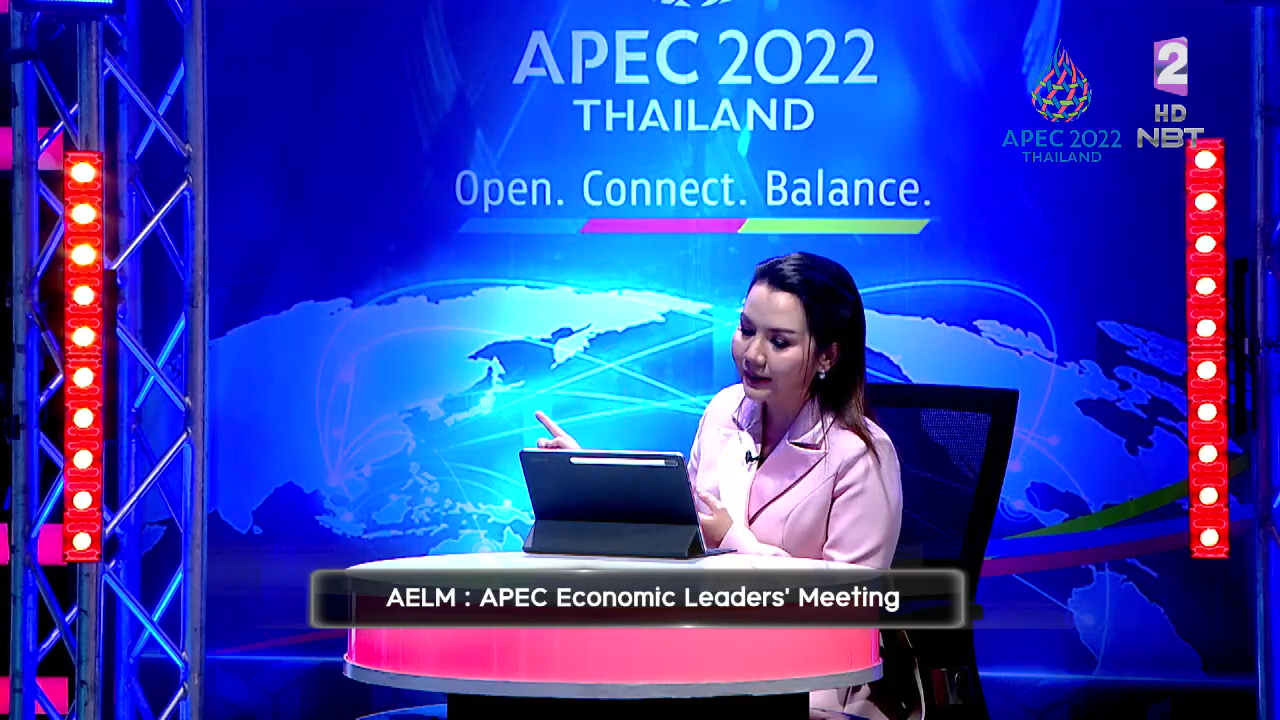 APEC 2022
THAILAND
Open. Connect. Balance.
APEC 2022
THAILAND
2
HD
NBT
AELM : APEC Economic Leaders' Meeting